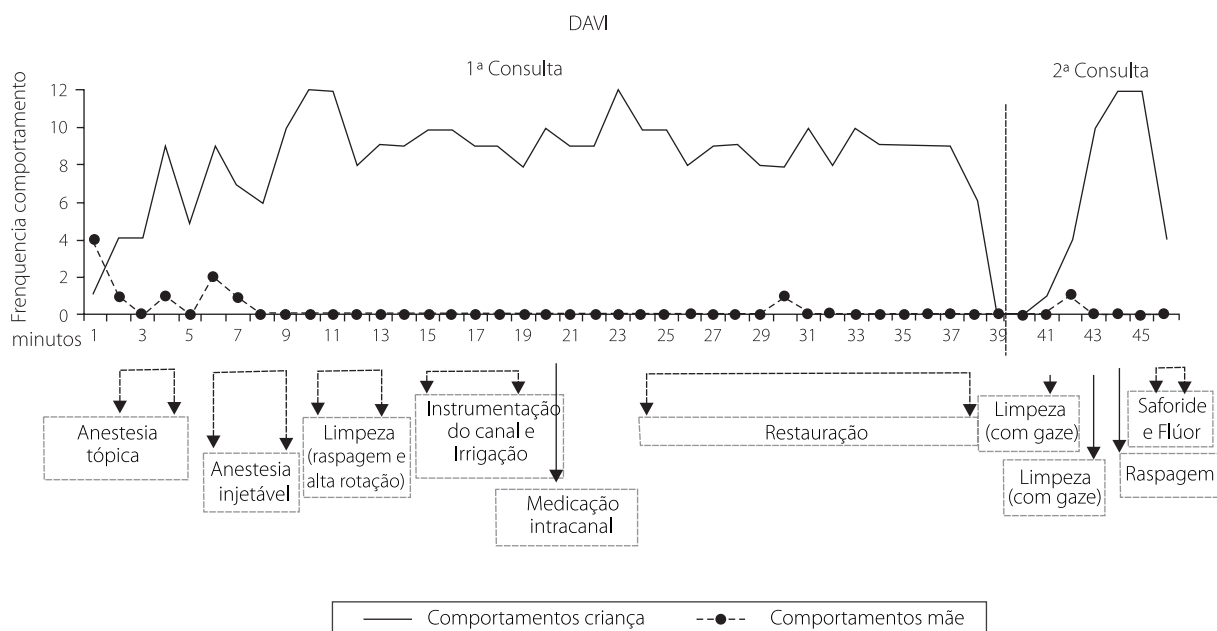 DAVI
1ª Consulta
2ª Consulta
Frenquencia comportamento
12
10
8
6
4
2
0
minutos
1 3 5 7 9 11 13 15 17 19 21 23 25 27 29 31 33 35 37 39 41 43 45
Anestesia
tópica
Anestesia
injetável
Limpeza
(raspagem e
alta rotação)
Instrumentação
do canal e
Irrigação
Medicação
intracanal
Restauração
Limpeza
(com gaze)
Limpeza
(com gaze)
Saforide
e Flúor
Raspagem
Comportamentos criança
Comportamentos mãe